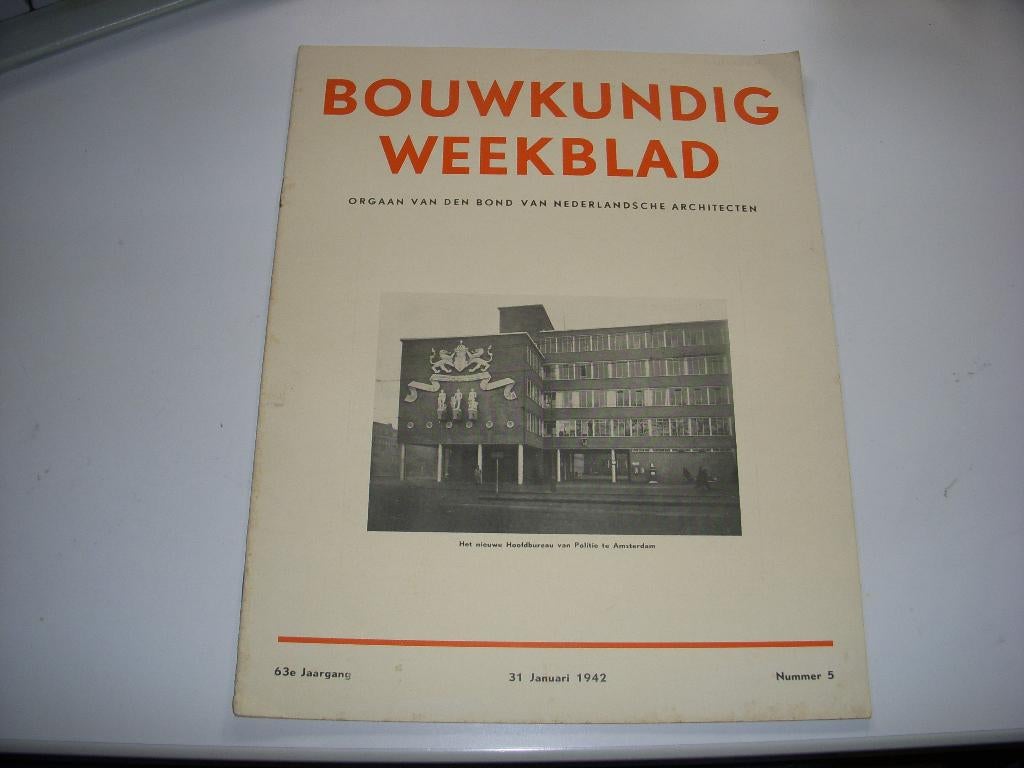 BOUWKUNDIG
WEEKBLAD
ORGAAN VAN DEN BOND VAN NEDERLANDSCHE ARCHITECTEN
Het nieuwe Hoofdbureau van Politie te Amsterdam
63e Jaargang 31 Januari 1942 Nummer 5